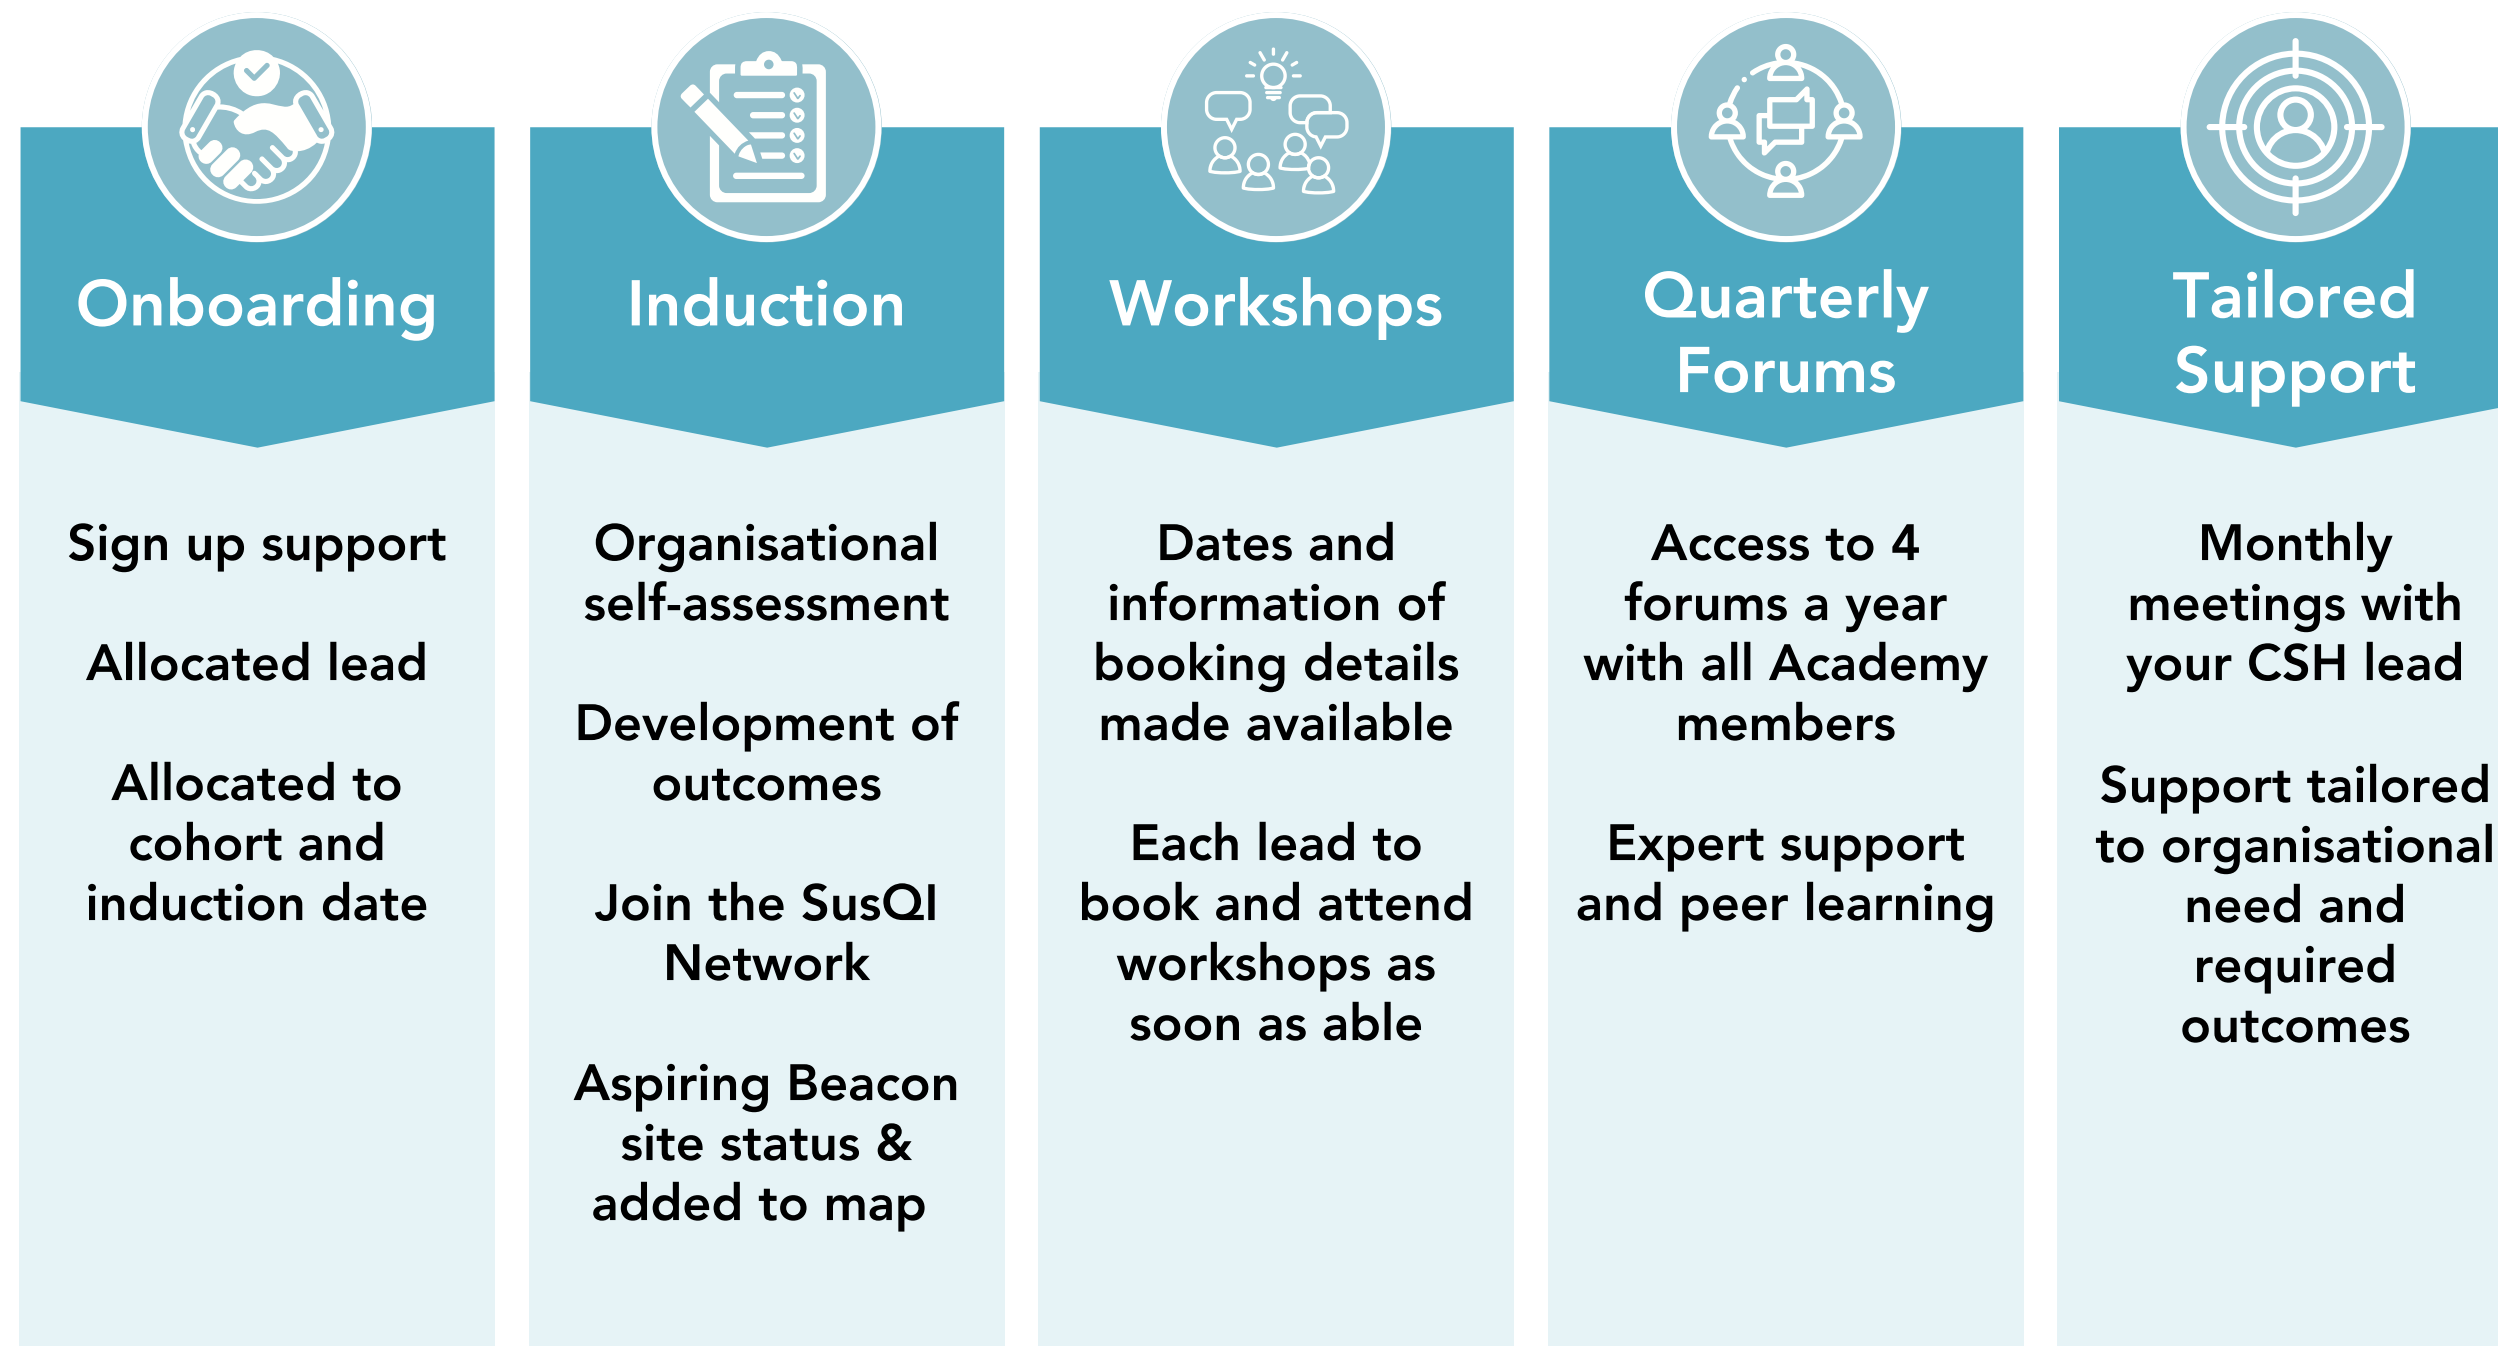 Onboarding
Sign up support
Allocated lead
Allocated to
cohort and
induction date
Induction
Organisational
self-assessment
Development of
outcomes
Join the SusQI
Network
Aspiring Beacon
site status &
added to map
Workshops
Dates and
information of
booking details
made available
Each lead to
book and attend
workshops as
soon as able
Quarterly
Forums
Access to 4
forums a year
with all Academy
members
Expert support
and peer learning
Tailored
Support
Monthly
meetings with
your CSH lead
Support tailored
to organisational
need and
required
outcomes